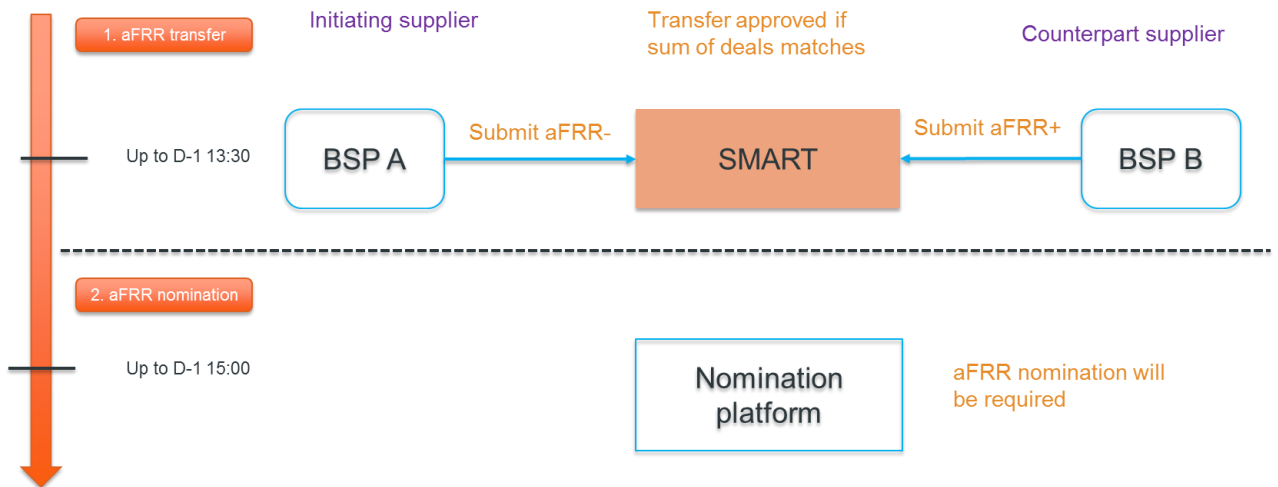 1. aFRR transfer
Initiating supplier
Transfer approved if
sum of deals matches
Counterpart supplier
Up to D-1 13:30
BSP A
Submit aFRR-
SMART
Submit aFRR+
BSP B
2. aFRR nomination
Up to D-1 15:00
Nomination
platform
aFRR nomination will
be required